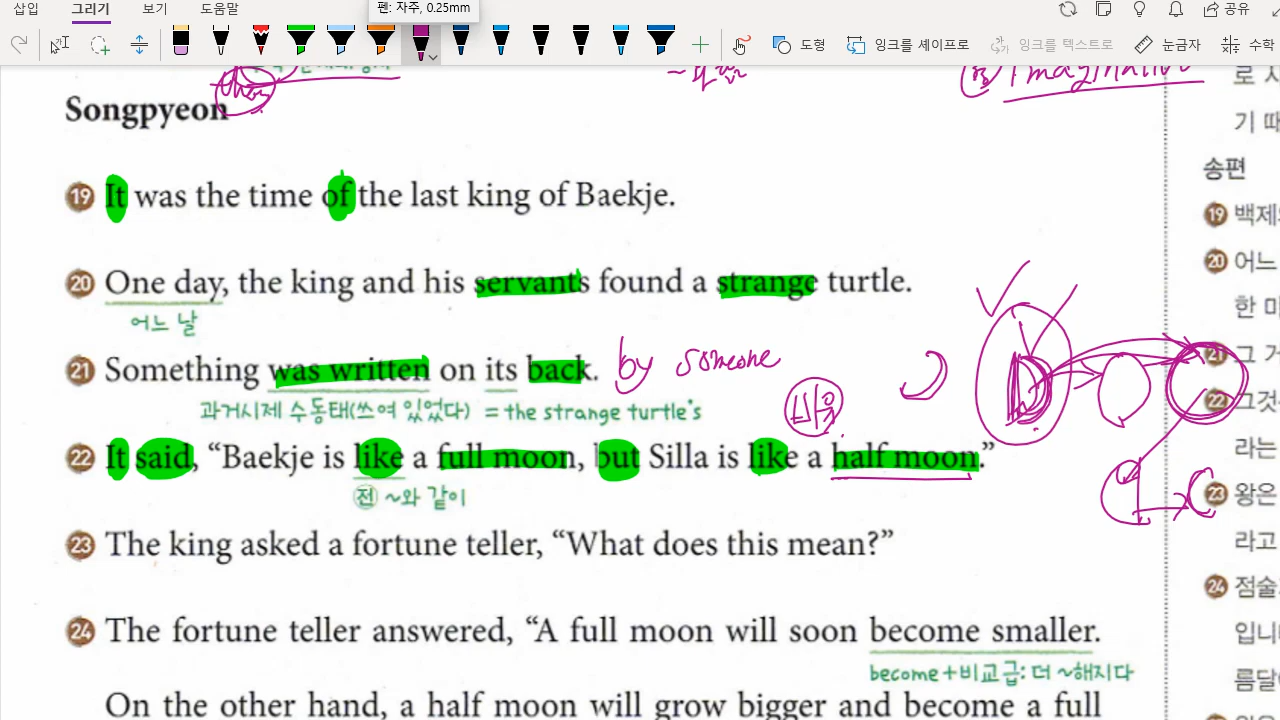 삽입 그리기 보기 도움말 펜: 자주, 0.25mm 공유
도형 잉크를 셰이프로 잉크를 텍스트로 눈금자 수학
than imaginative
로 시
Songpyeon
기 때
송편
19 It was the time of the last king of Baekje.
19 백제
20 One day, the king and his servants found a strange turtle.
20 어느
어느 날
한 마
21 Something was written on its back. by someone
21 그 거
과거시제 수동태(쓰여 있었다) = the strange turtle's
비유
22 그것
22 It said, “Baekje is like a full moon, but Silla is like a half moon.”
라는
전 ~와 같이
23 왕은
23 The king asked a fortune teller, “What does this mean?”
라고
24 점술
24 The fortune teller answered, “A full moon will soon become smaller.
입니
become+비교급: 더 ~해지다
름달
On the other hand, a half moon will grow bigger and become a full